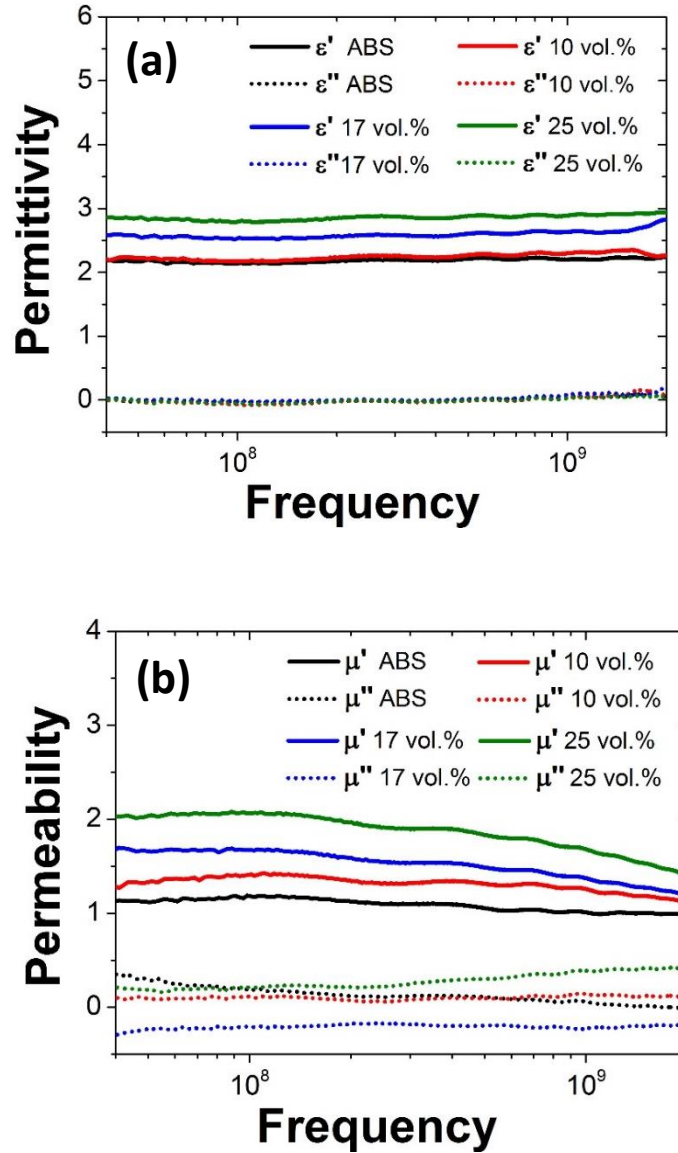 (a)
6
5
4
3
2
1
0
Permittivity
ε' ABS
ε'' ABS
ε' 17 vol.%
ε''17 vol.%
ε' 10 vol.%
ε''10 vol.%
ε' 25 vol.%
ε'' 25 vol.%
10⁸
10⁹
Frequency
(b)
4
3
2
1
0
Permeability
μ' ABS
μ'' ABS
μ' 17 vol.%
μ'' 17 vol.%
μ' 10 vol.%
μ'' 10 vol.%
μ' 25 vol.%
μ'' 25 vol.%
10⁸
10⁹
Frequency